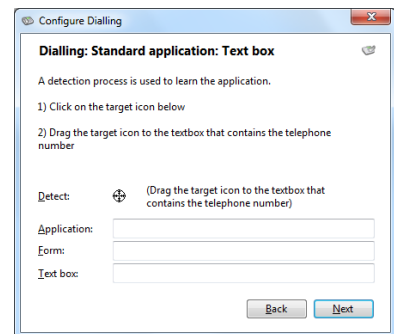 Configure Dialling
Dialling: Standard application: Text box
A detection process is used to learn the application.
1) Click on the target icon below
2) Drag the target icon to the textbox that contains the telephone
number
Detect:
(Drag the target icon to the textbox that
contains the telephone number)
Application:
Form:
Text box:
Back Next